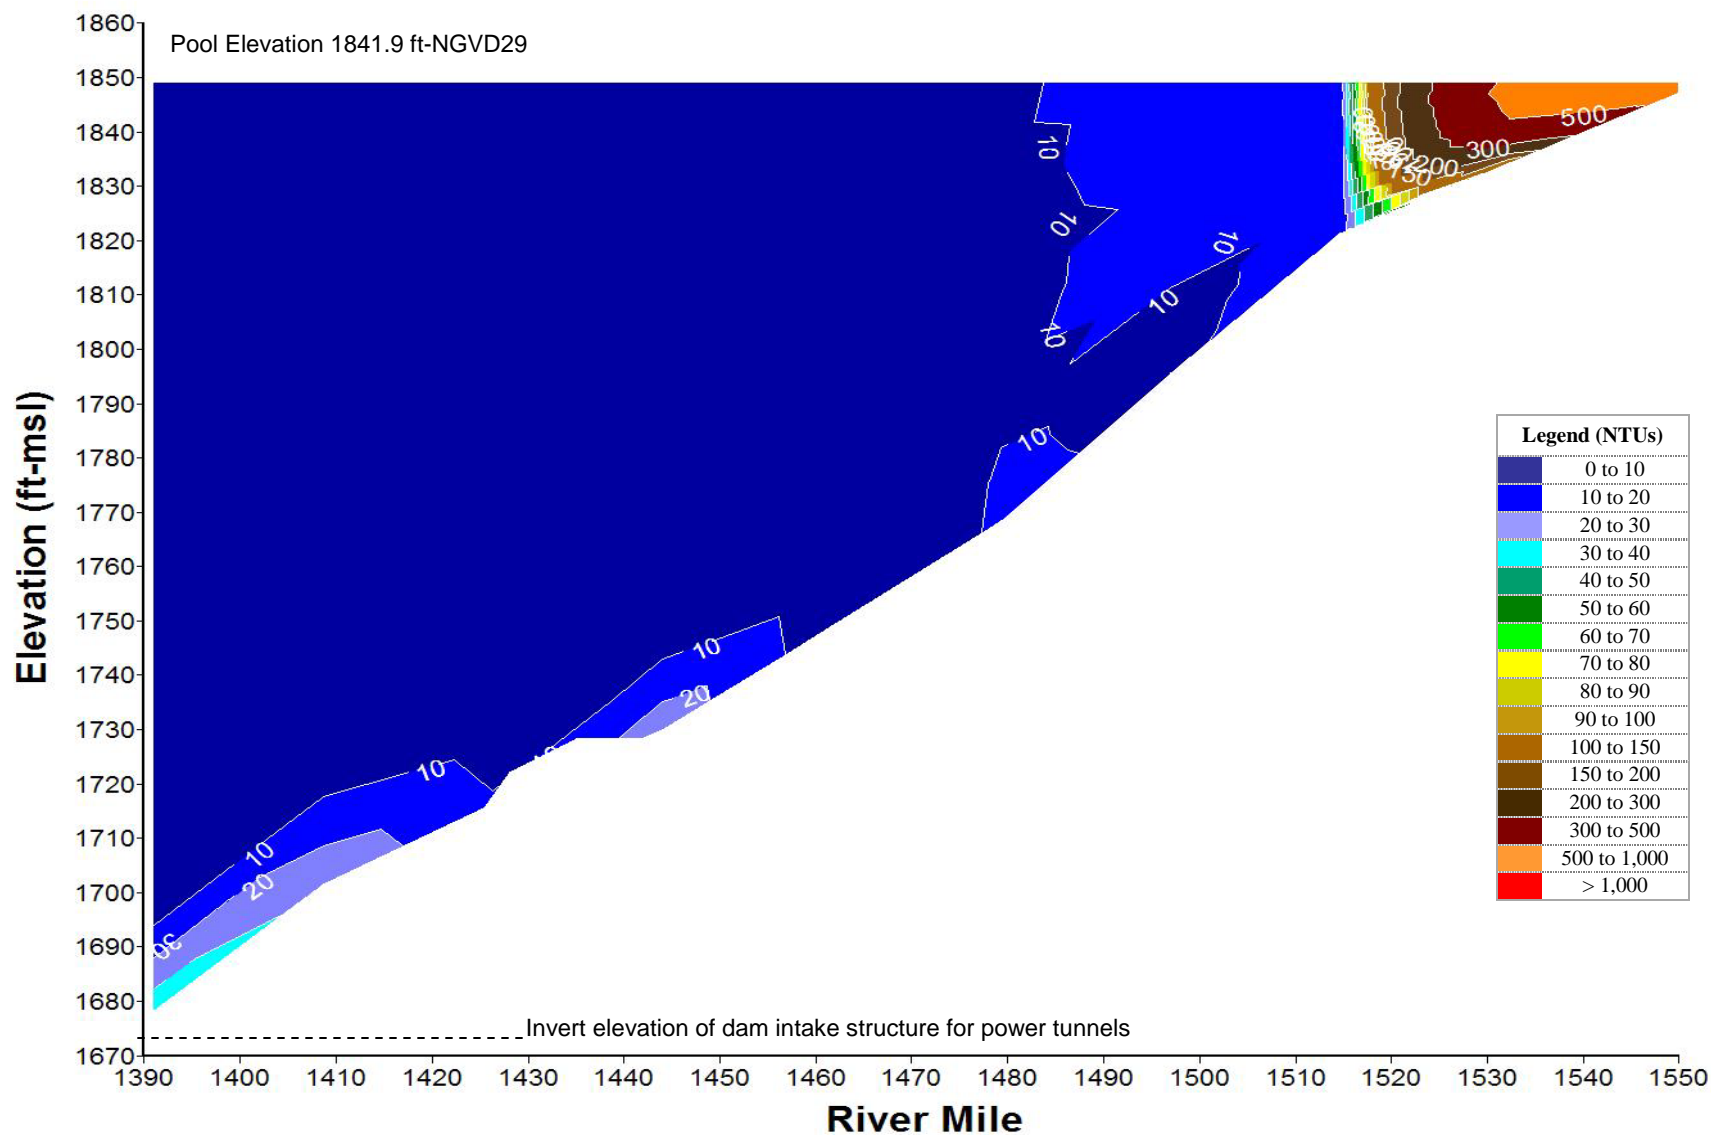 Pool Elevation 1841.9 ft-NGVD29
1860
1850
1840
1830
1820
1810
1800
1790
1780
1770
1760
1750
1740
1730
1720
1710
1700
1690
1680
1670
Elevation (ft-msl)
500
300
200
150
10
10
10
10
10
10
10
20
10
10
20
30
Legend (NTUs)
0 to 10
10 to 20
20 to 30
30 to 40
40 to 50
50 to 60
60 to 70
70 to 80
80 to 90
90 to 100
100 to 150
150 to 200
200 to 300
300 to 500
500 to 1,000
> 1,000
Invert elevation of dam intake structure for power tunnels
1390 1400 1410 1420 1430 1440 1450 1460 1470 1480 1490 1500 1510 1520 1530 1540 1550
River Mile